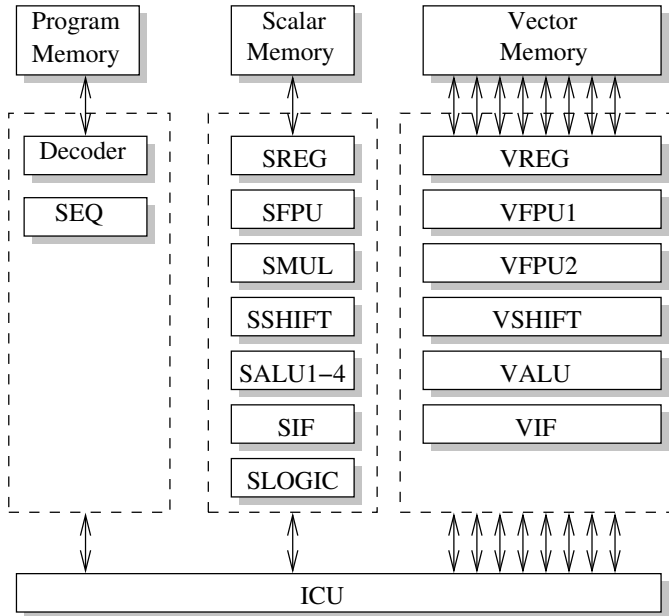 Program
Memory
Scalar
Memory
Vector
Memory
Decoder
SEQ
SREG
SFPU
SMUL
SSHIFT
SALU1−4
SIF
SLOGIC
VREG
VFPU1
VFPU2
VSHIFT
VALU
VIF
ICU